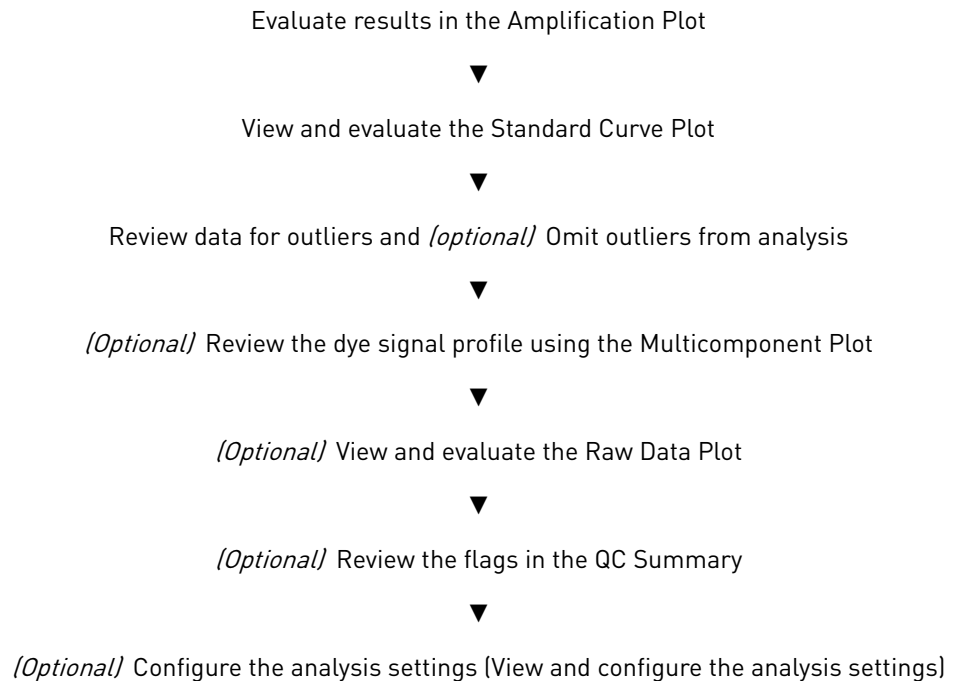 Evaluate results in the Amplification Plot
▼
View and evaluate the Standard Curve Plot
▼
Review data for outliers and (optional) Omit outliers from analysis
▼
(Optional) Review the dye signal profile using the Multicomponent Plot
▼
(Optional) View and evaluate the Raw Data Plot
▼
(Optional) Review the flags in the QC Summary
▼
(Optional) Configure the analysis settings (View and configure the analysis settings)